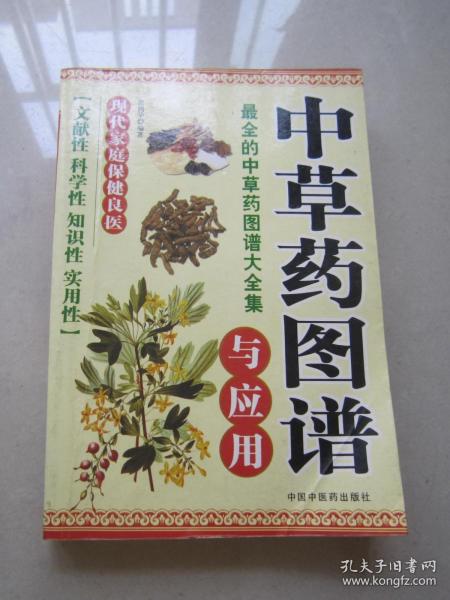 中草药图谱
与应用
最全的中草药图谱大全集
编著
现代家庭保健良医
【文献性 科学性 知识性 实用性】
中国中医药出版社
孔夫子旧书网
www.kongfz.com